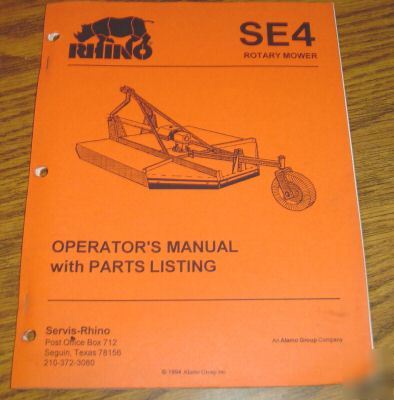 RHINO
SE4
ROTARY MOWER
OPERATOR'S MANUAL
with PARTS LISTING
Servis-Rhino
Post Office Box 712
Seguin, Texas 78156
210-372-3080
An Alamo Group Company
© 1994 Alamo Group Inc.